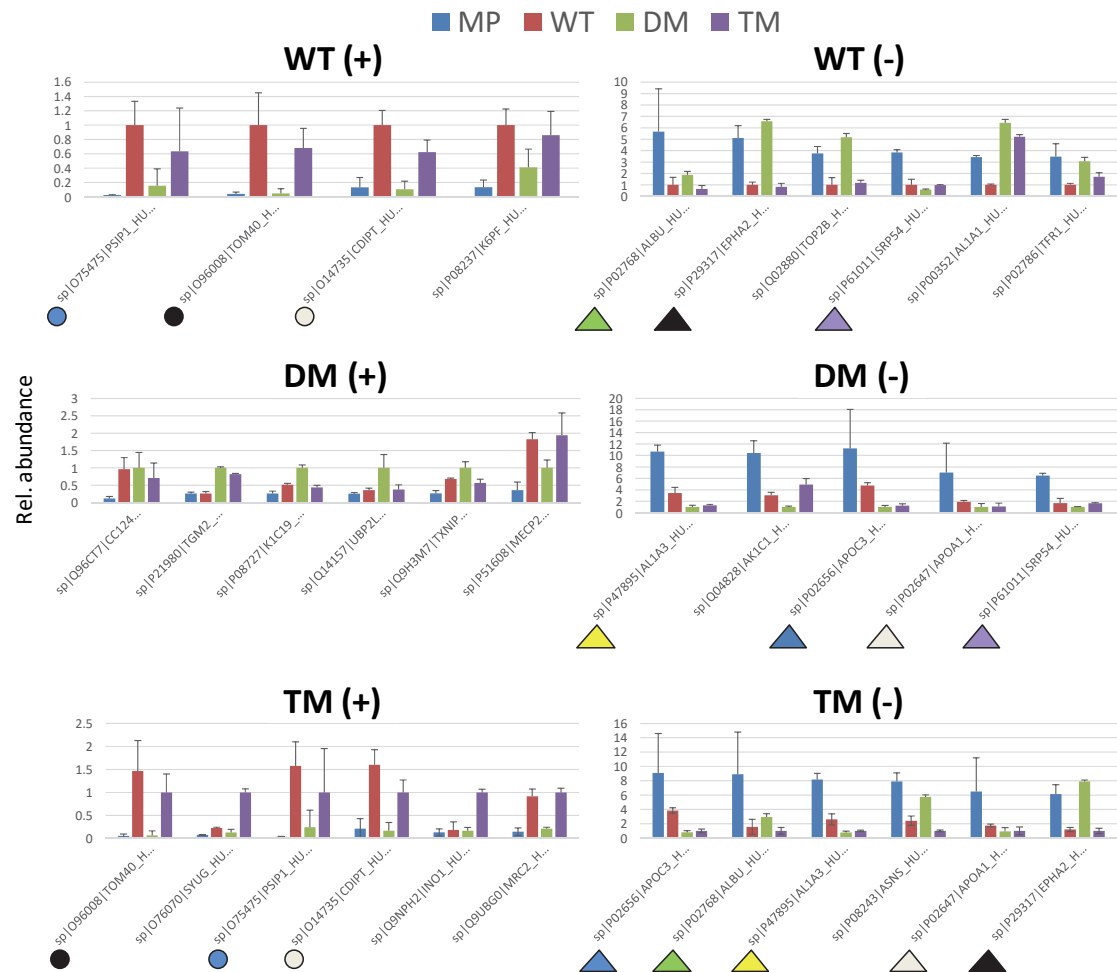 MP WT DM TM
WT (+)
1.6
1.4
1.2
1
0.8
0.6
0.4
0.2
0
sp|O75475|PSIP1_HU...
sp|O96008|TOM40_H...
sp|O14735|CDIPT_HU...
sp|P08237|K6PF_HU...
WT (-)
10
9
8
7
6
5
4
3
2
1
0
sp|P02768|ALBU_HU...
sp|P29317|EPHA2_H...
sp|Q02880|TOP2B_H...
sp|P61011|SRP54_HU...
sp|P00352|AL1A1_HU...
sp|P02786|TFR1_HU...
Rel. abundance
DM (+)
3
2.5
2
1.5
1
0.5
0
sp|Q96CT7|CC124...
sp|P21980|TGM2_...
sp|P08727|K1C19_...
sp|Q14157|UBP2L...
sp|Q9H3M7|TXNIP...
sp|P51608|MECP2...
DM (-)
20
18
16
14
12
10
8
6
4
2
0
sp|P47895|AL1A3_HU...
sp|Q04828|AK1C1_H...
sp|P02656|APOC3_H...
sp|P02647|APOA1_H...
sp|P61011|SRP54_HU...
TM (+)
2.5
2
1.5
1
0.5
0
sp|O96008|TOM40_H...
sp|O76070|SYUG_HU...
sp|O75475|PSIP1_HU...
sp|O14735|CDIPT_HU...
sp|Q9NPH2|INO1_HU...
sp|Q9UBG0|MRC2_H...
TM (-)
16
14
12
10
8
6
4
2
0
sp|P02656|APOC3_H...
sp|P02768|ALBU_HU...
sp|P47895|AL1A3_HU...
sp|P08243|ASNS_HU...
sp|P02647|APOA1_H...
sp|P29317|EPHA2_H...